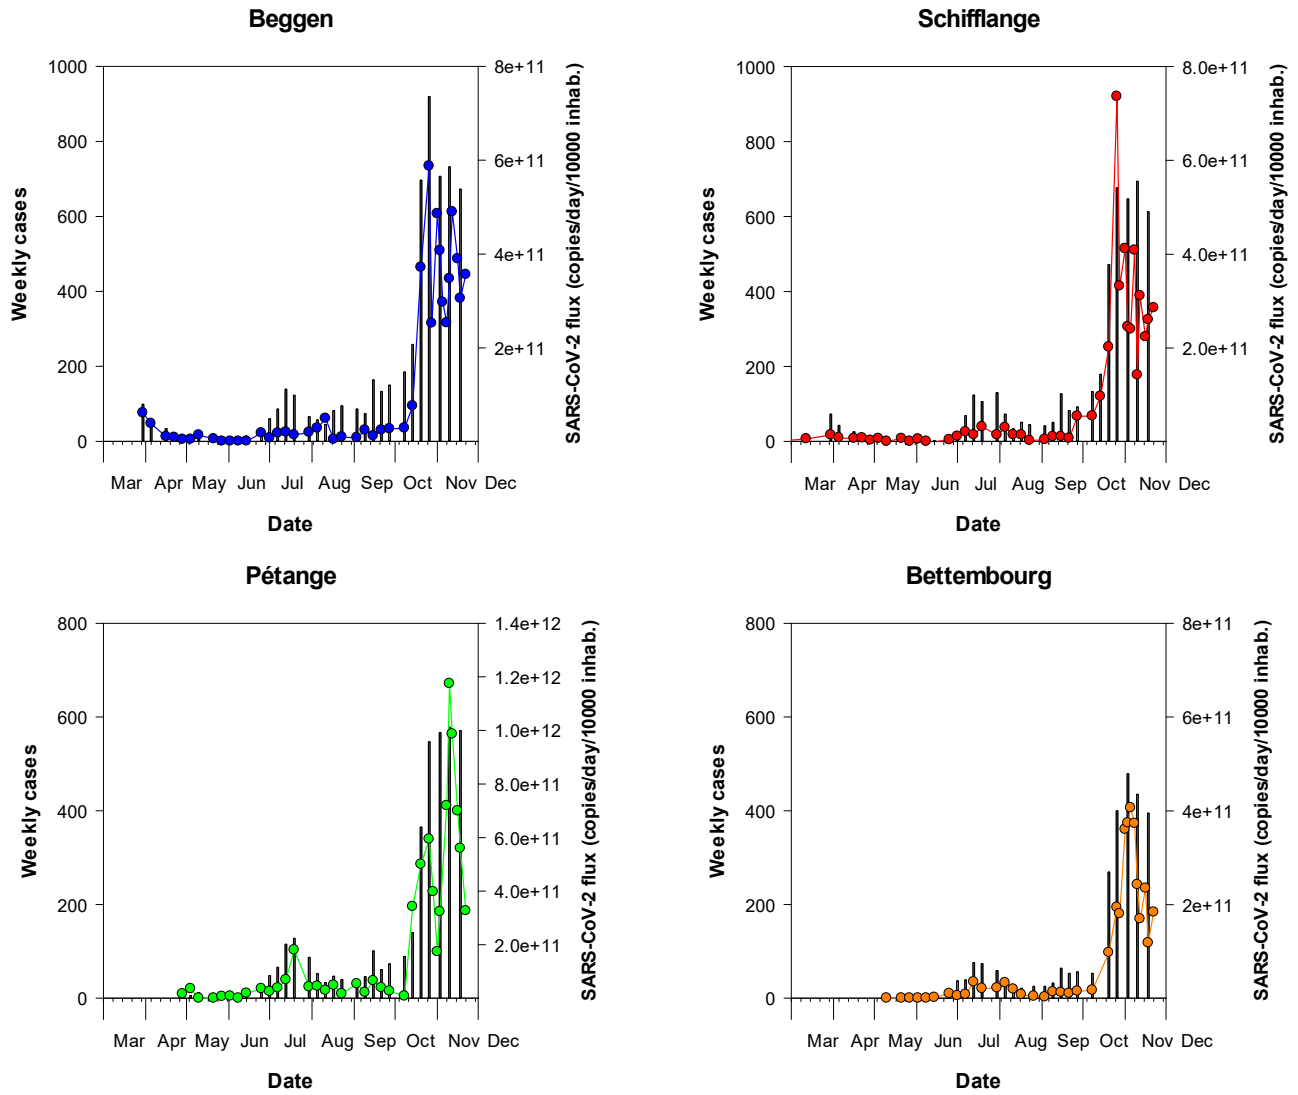 Beggen
1000
800
600
400
200
0
Weekly cases
8e+11
6e+11
4e+11
2e+11
SARS-CoV-2 flux (copies/day/10000 inhab.)
Mar Apr May Jun Jul Aug Sep Oct Nov Dec
Date
Schifflange
1000
800
600
400
200
0
Weekly cases
8.0e+11
6.0e+11
4.0e+11
2.0e+11
SARS-CoV-2 flux (copies/day/10000 inhab.)
Mar Apr May Jun Jul Aug Sep Oct Nov Dec
Date
Pétange
800
600
400
200
0
Weekly cases
1.4e+12
1.2e+12
1.0e+12
8.0e+11
6.0e+11
4.0e+11
2.0e+11
SARS-CoV-2 flux (copies/day/10000 inhab.)
Mar Apr May Jun Jul Aug Sep Oct Nov Dec
Date
Bettembourg
800
600
400
200
0
Weekly cases
8e+11
6e+11
4e+11
2e+11
SARS-CoV-2 flux (copies/day/10000 inhab.)
Mar Apr May Jun Jul Aug Sep Oct Nov Dec
Date